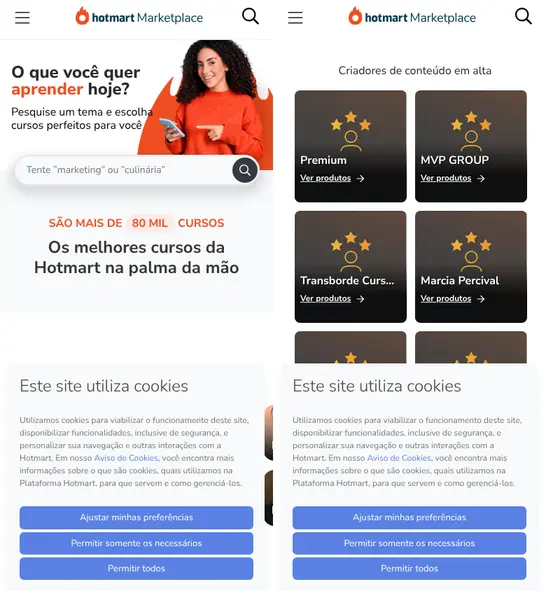 hotmart Marketplace
O que você quer
aprender hoje?
Pesquise um tema e escolha
cursos perfeitos para você
Tente "marketing" ou "culinária"
SÃO MAIS DE 80 MIL CURSOS
Os melhores cursos da
Hotmart na palma da mão
Este site utiliza cookies
Utilizamos cookies para viabilizar o funcionamento deste site,
disponibilizar funcionalidades, inclusive de segurança, e
personalizar sua navegação e outras interações com a
Hotmart. Em nosso Aviso de Cookies, você encontra mais
informações sobre o que são cookies, quais utilizamos na
Plataforma Hotmart, para que servem e como gerenciá-los.
Ajustar minhas preferências
Permitir somente os necessários
Permitir todos
hotmart Marketplace
Criadores de conteúdo em alta
Premium
Ver produtos
MVP GROUP
Ver produtos
Transborde Curs...
Ver produtos
Marcia Percival
Ver produtos
Este site utiliza cookies
Utilizamos cookies para viabilizar o funcionamento deste site,
disponibilizar funcionalidades, inclusive de segurança, e
personalizar sua navegação e outras interações com a
Hotmart. Em nosso Aviso de Cookies, você encontra mais
informações sobre o que são cookies, quais utilizamos na
Plataforma Hotmart, para que servem e como gerenciá-los.
Ajustar minhas preferências
Permitir somente os necessários
Permitir todos